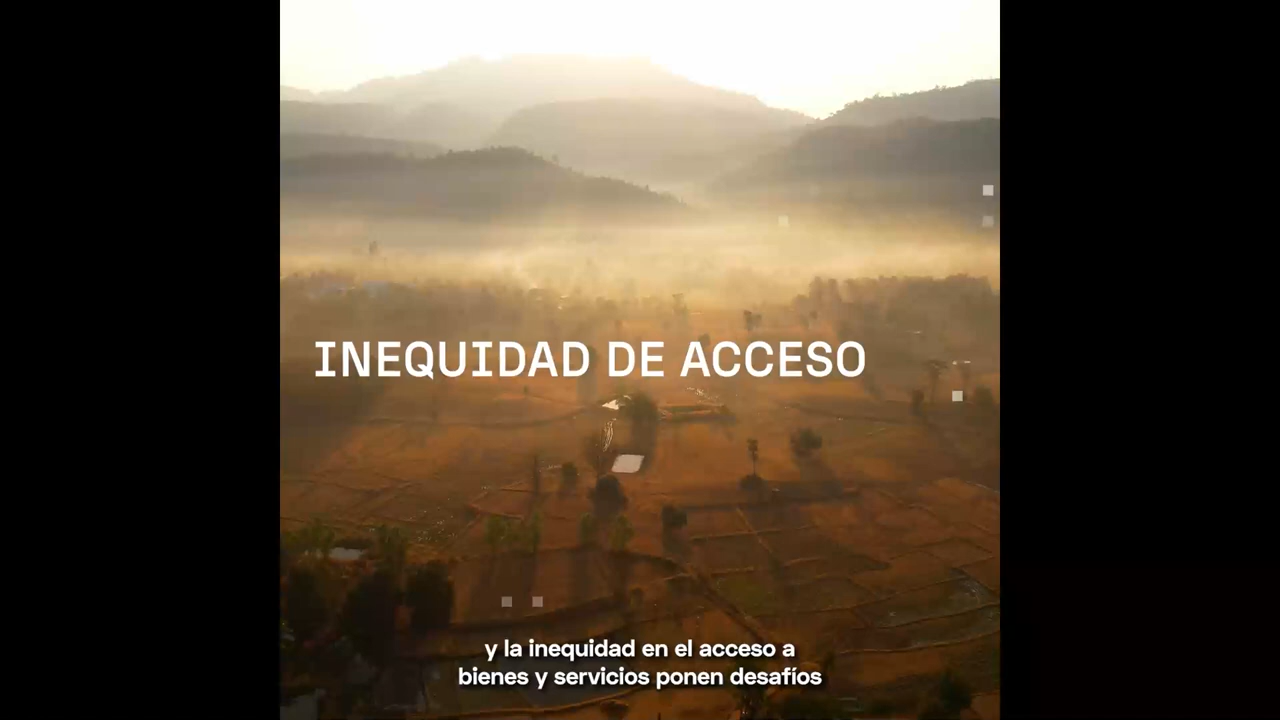 INEQUIDAD DE ACCESO
y la inequidad en el acceso a
bienes y servicios ponen desafíos